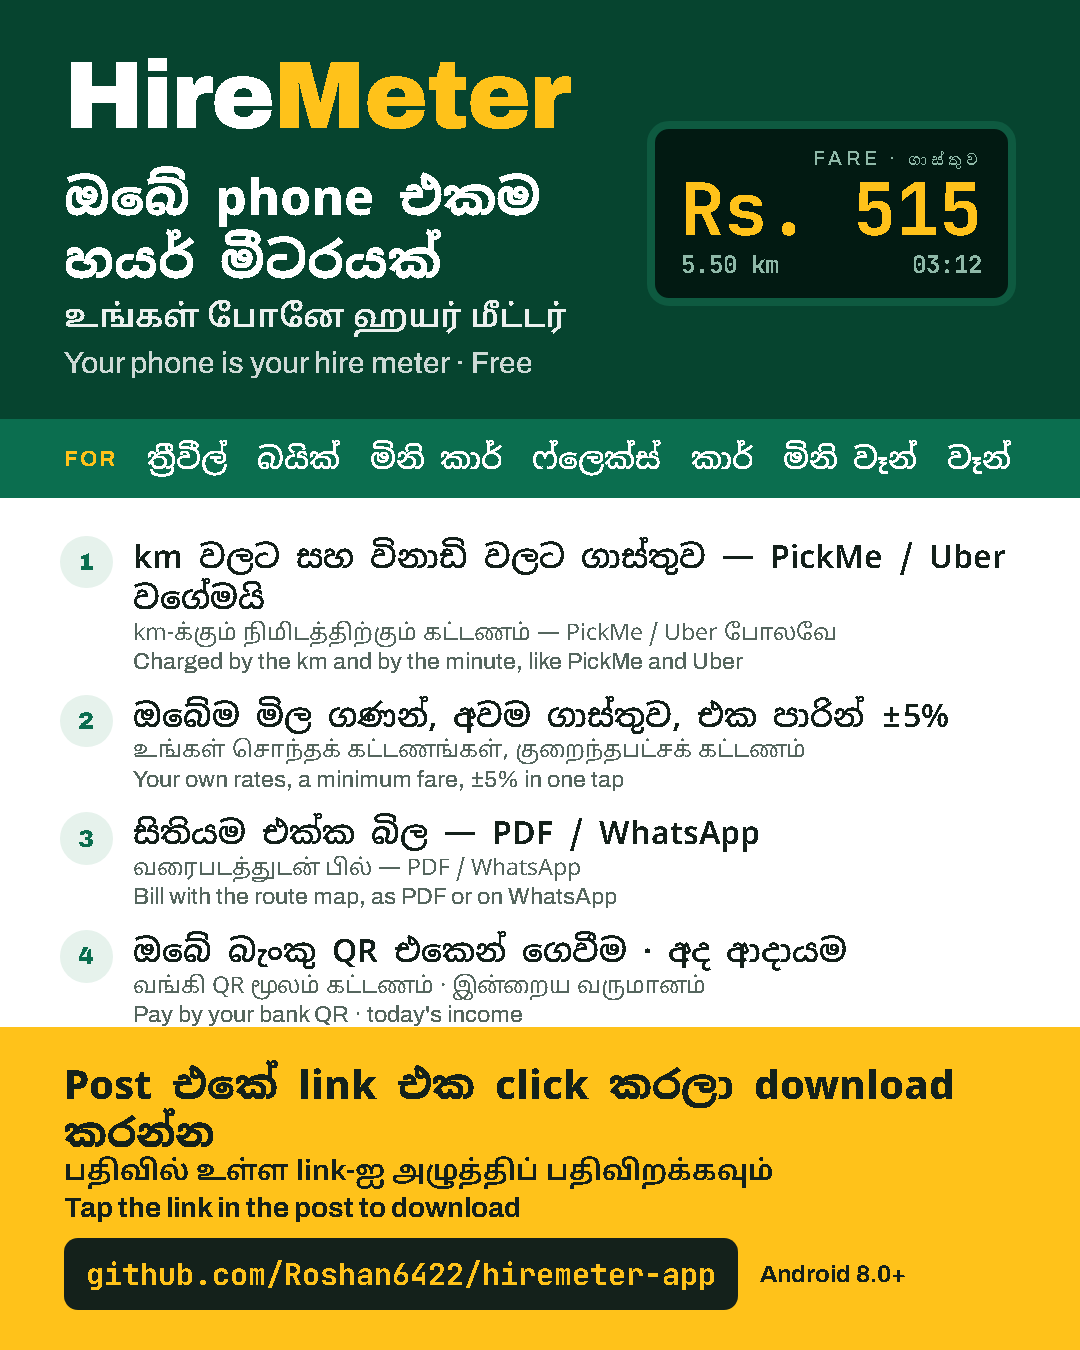 HireMeter
ඔබේ phone එකම
හයර් මීටරයක්
உங்கள் போனே ஹயர் மீட்டர்
Your phone is your hire meter · Free
FARE · ගාස්තුව
Rs. 515
5.50 km 03:12
FOR ත්‍රීවීල් බයික් මිනි කාර් ෆ්ලෙක්ස් කාර් මිනි වෑන් වෑන්
1 km වලට සහ විනාඩි වලට ගාස්තුව — PickMe / Uber
වගේමයි
km-க்கும் நிமிடத்திற்கும் கட்டணம் — PickMe / Uber போலவே
Charged by the km and by the minute, like PickMe and Uber
2 ඔබේම මිල ගණන්, අවම ගාස්තුව, එක පාරින් ±5%
உங்கள் சொந்தக் கட்டணங்கள், குறைந்தபட்சக் கட்டணம்
Your own rates, a minimum fare, ±5% in one tap
3 සිතියම එක්ක බිල — PDF / WhatsApp
வரைபடத்துடன் பில் — PDF / WhatsApp
Bill with the route map, as PDF or on WhatsApp
4 ඔබේ බැංකු QR එකෙන් ගෙවීම · අද ආදායම
வங்கி QR மூலம் கட்டணம் · இன்றைய வருமானம்
Pay by your bank QR · today's income
Post එකේ link එක click කරලා download
කරන්න
பதிவில் உள்ள link-ஐ அழுத்திப் பதிவிறக்கவும்
Tap the link in the post to download
github.com/Roshan6422/hiremeter-app Android 8.0+